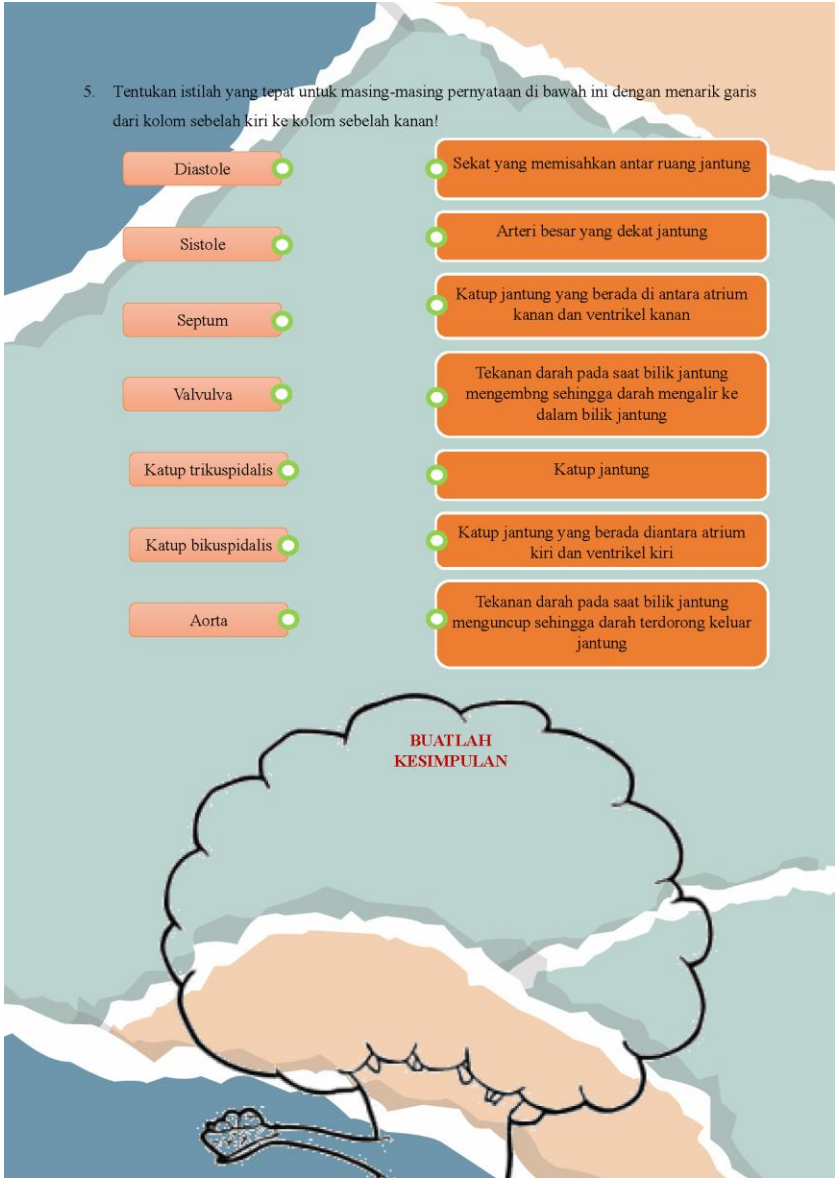 5. Tentukan istilah yang tepat untuk masing-masing pernyataan di bawah ini dengan menarik garis
dari kolom sebelah kiri ke kolom sebelah kanan!
Diastole
Sekat yang memisahkan antar ruang jantung
Sistole
Arteri besar yang dekat jantung
Septum
Katup jantung yang berada di antara atrium
kanan dan ventrikel kanan
Valvulva
Tekanan darah pada saat bilik jantung
mengembng sehingga darah mengalir ke
dalam bilik jantung
Katup trikuspidalis
Katup jantung
Katup bikuspidalis
Katup jantung yang berada diantara atrium
kiri dan ventrikel kiri
Aorta
Tekanan darah pada saat bilik jantung
menguncup sehingga darah terdorong keluar
jantung
BUATLAH
KESIMPULAN